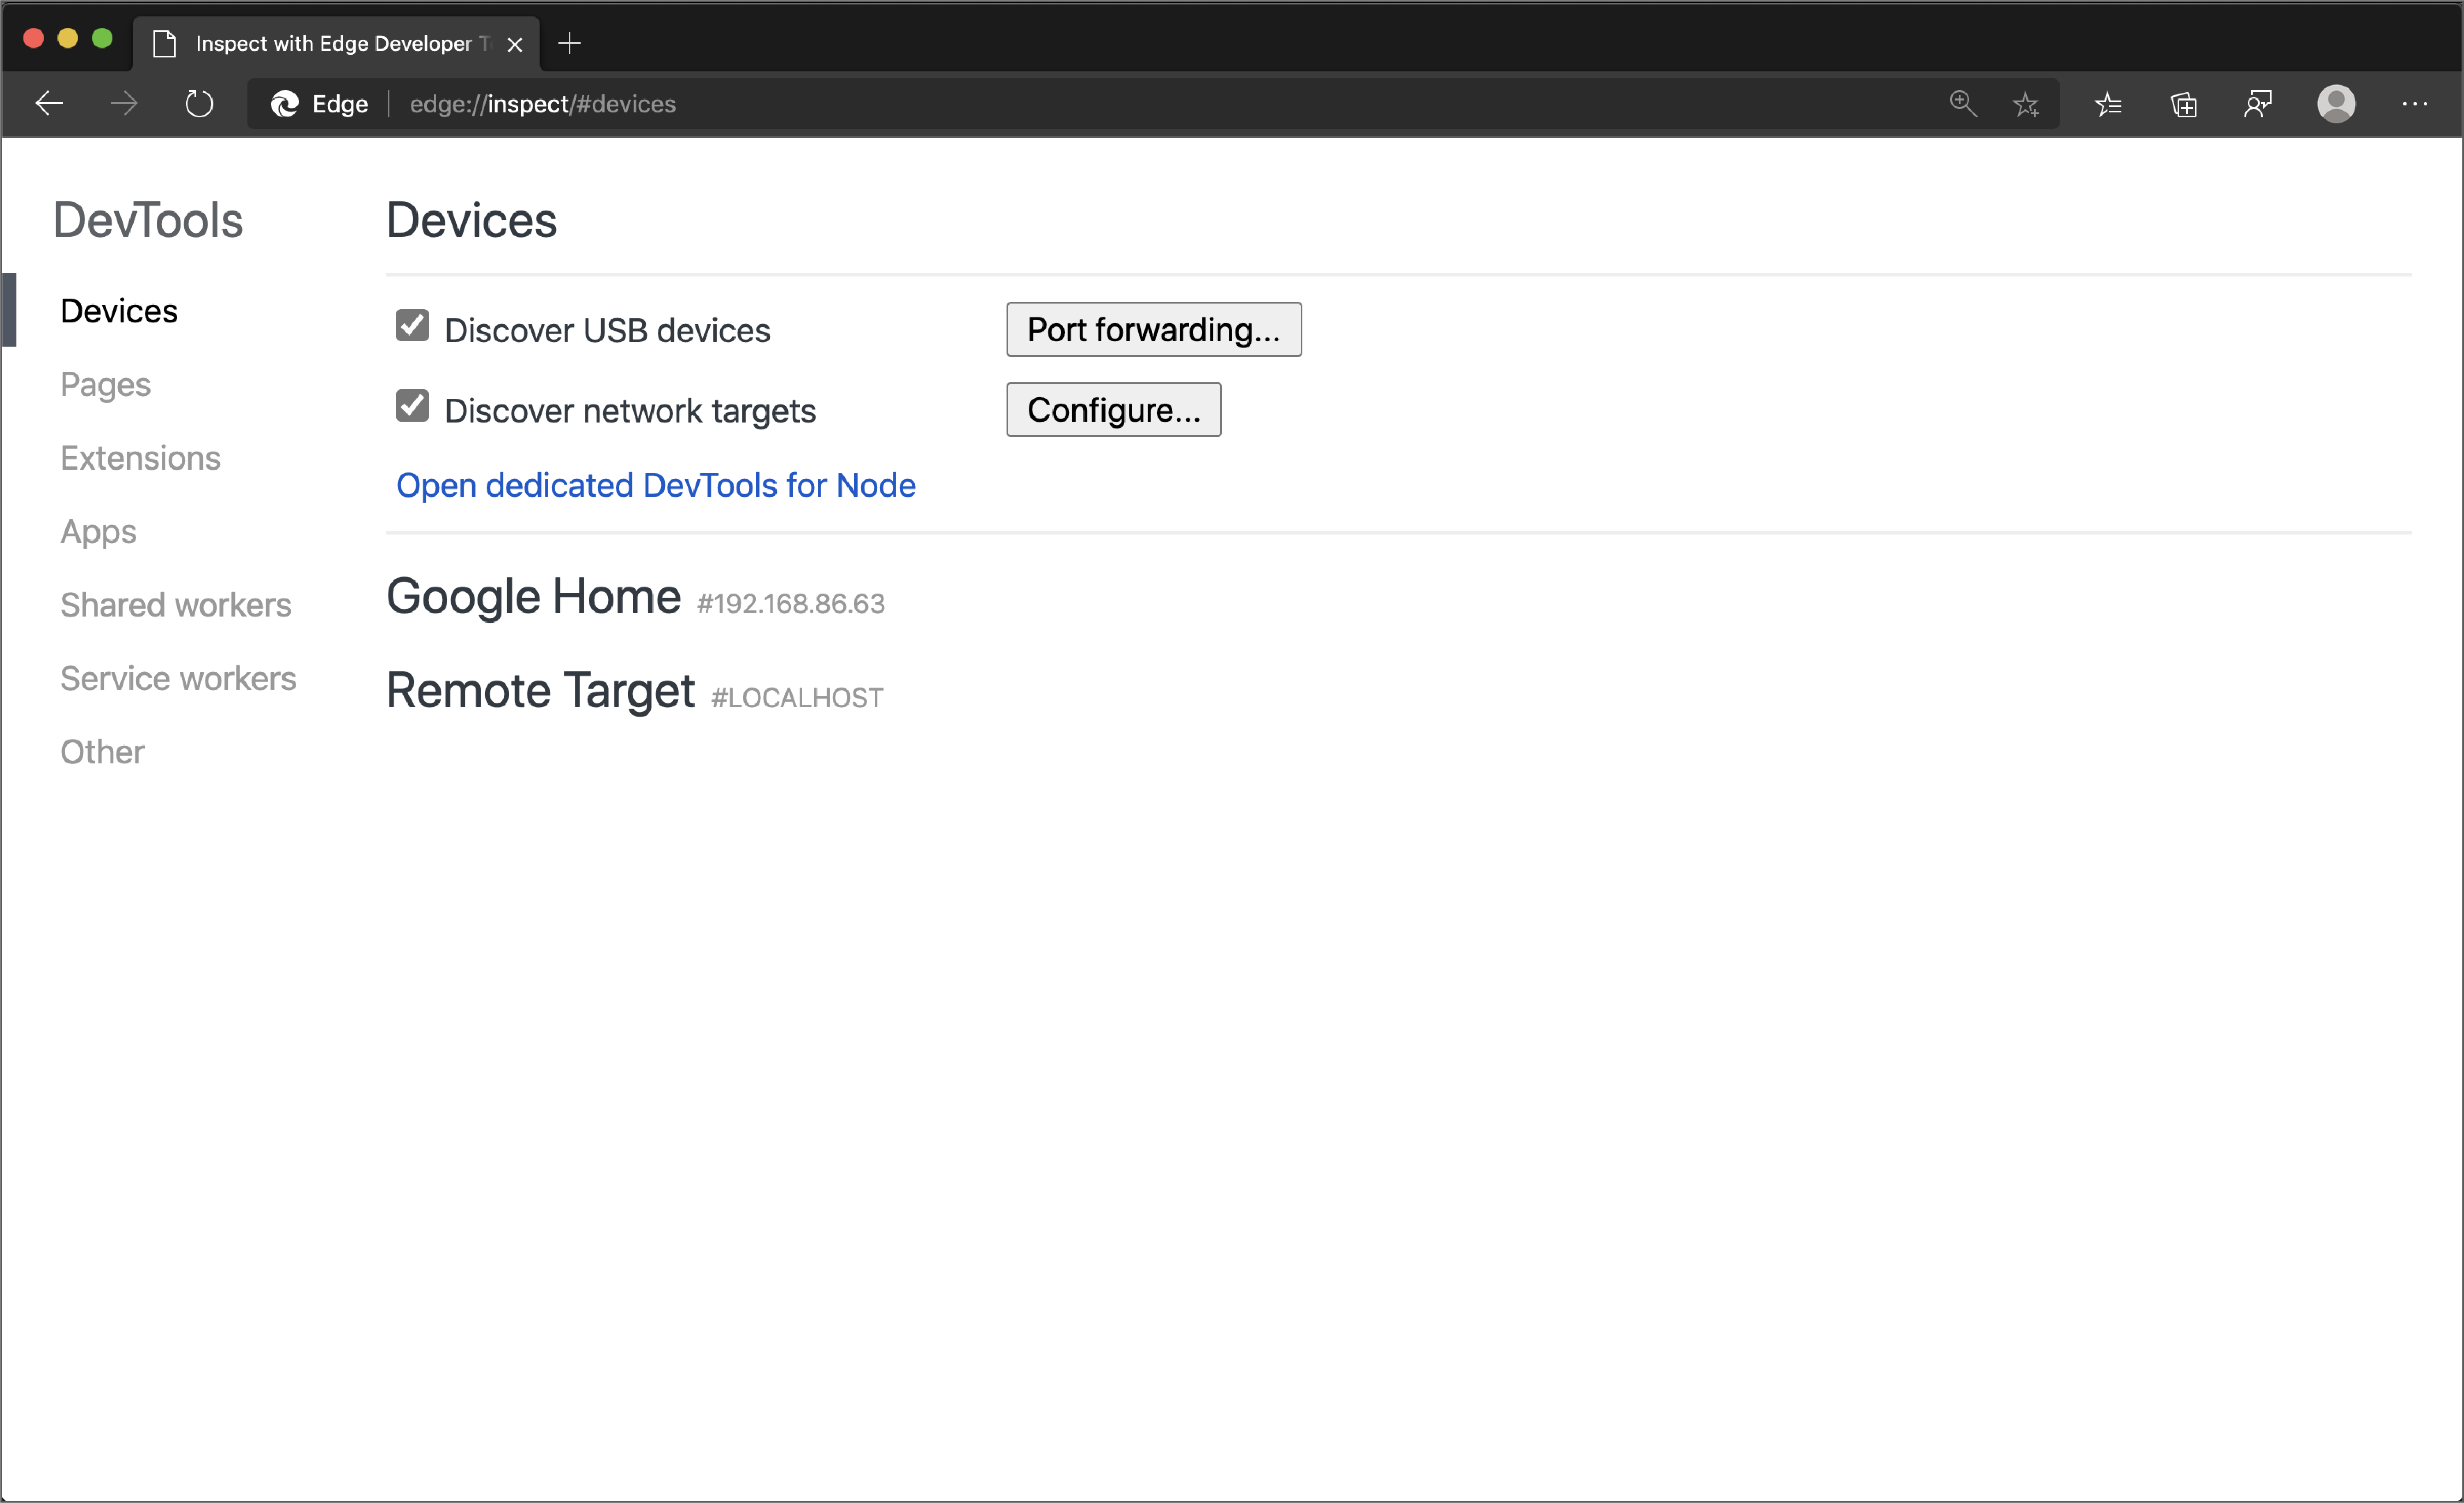 Inspect with Edge Developer
Edge edge://inspect/#devices
DevTools
Devices
Pages
Extensions
Apps
Shared workers
Service workers
Other
Devices
Discover USB devices Port forwarding...
Discover network targets Configure...
Open dedicated DevTools for Node
Google Home #192.168.86.63
Remote Target #LOCALHOST